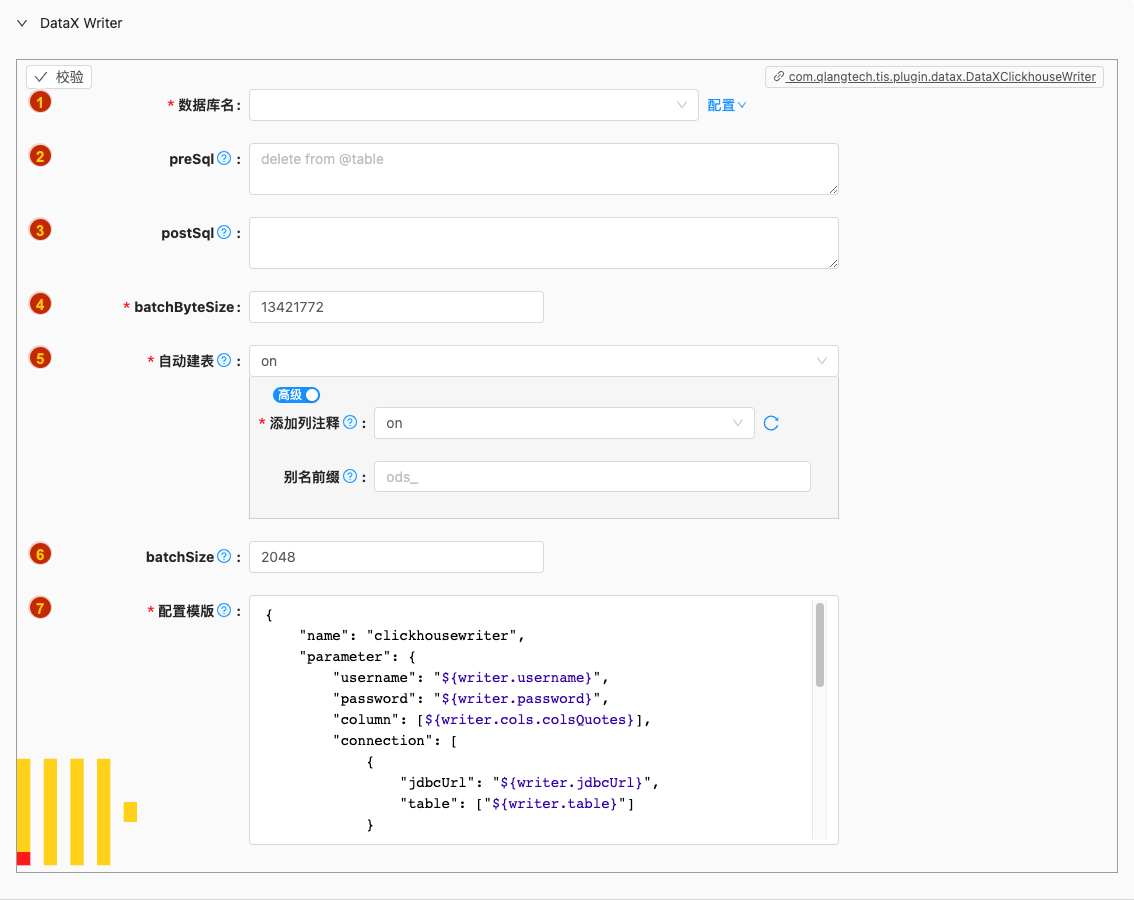 DataX Writer
校验
com.qlangtech.tis.plugin.datax.DataXClickhouseWriter
1 * 数据库名: 配置
2 preSql ? : delete from @table
3 postSql ? :
4 * batchByteSize: 13421772
5 * 自动建表 ? : on
高级
* 添加列注释 ? : on
别名前缀 ? : ods_
6 batchSize ? : 2048
7 * 配置模版 ? : {
"name": "clickhousewriter",
"parameter": {
"username": "${writer.username}",
"password": "${writer.password}",
"column": [${writer.cols.colsQuotes}],
"connection": [
{
"jdbcUrl": "${writer.jdbcUrl}",
"table": ["${writer.table}"]
}